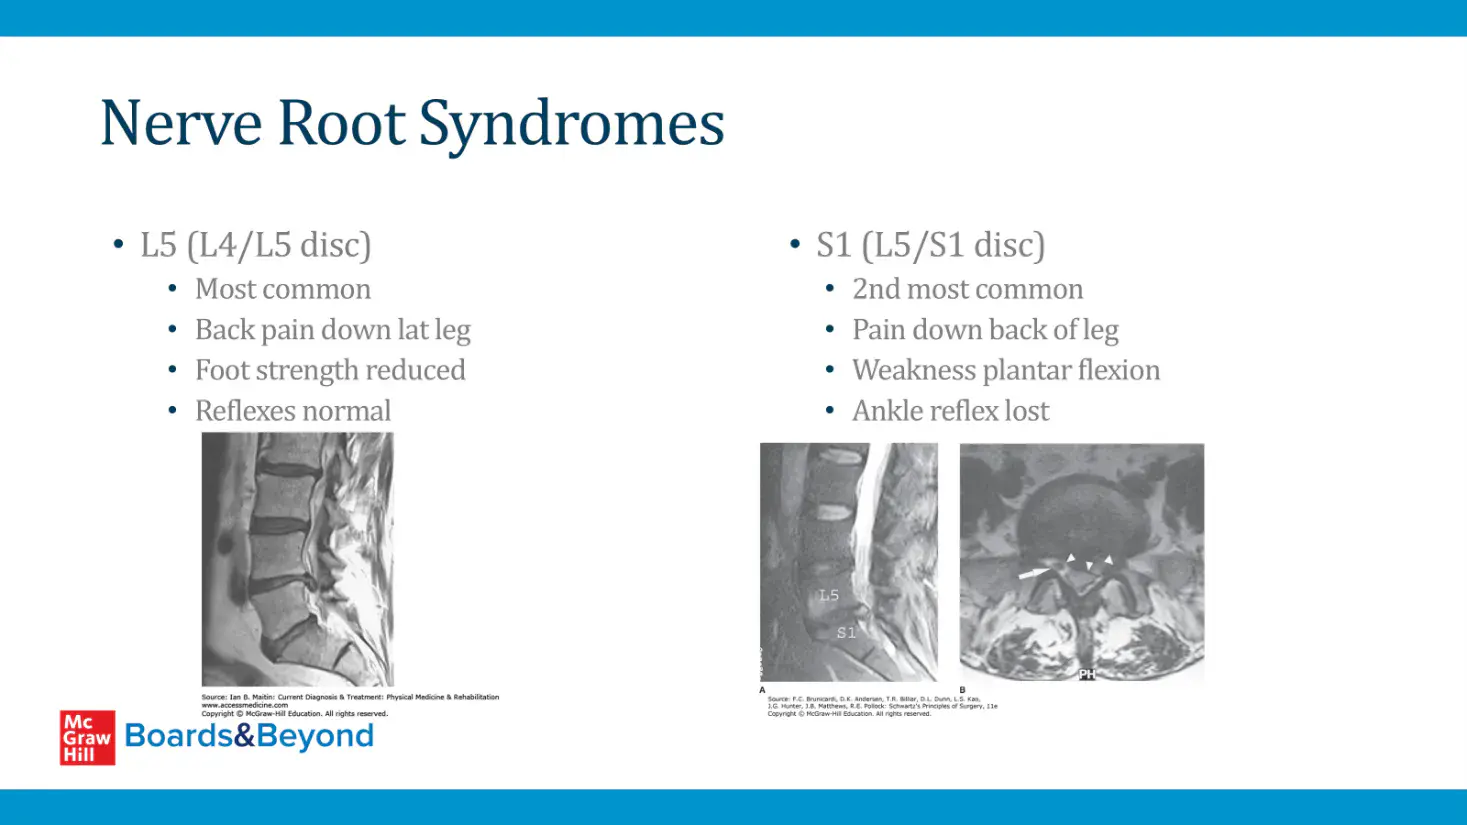 Nerve Root Syndromes
• L5 (L4/L5 disc)
• Most common
• Back pain down lat leg
• Foot strength reduced
• Reflexes normal
Source: Ian B. Maitin: Current Diagnosis & Treatment: Physical Medicine & Rehabilitation
www.accessmedicine.com
Copyright © McGraw-Hill Education. All rights reserved.
• S1 (L5/S1 disc)
• 2nd most common
• Pain down back of leg
• Weakness plantar flexion
• Ankle reflex lost
L5
S1
PH
A
B
Source: F.C. Brunicardi, D.K. Andersen, T.R. Billiar, D.L. Dunn, L.S. Kao,
J.G. Hunter, J.B. Matthews, R.E. Pollock: Schwartz's Principles of Surgery, 11e
Copyright © McGraw-Hill Education. All rights reserved.
Mc
Graw
Hill
Boards&Beyond